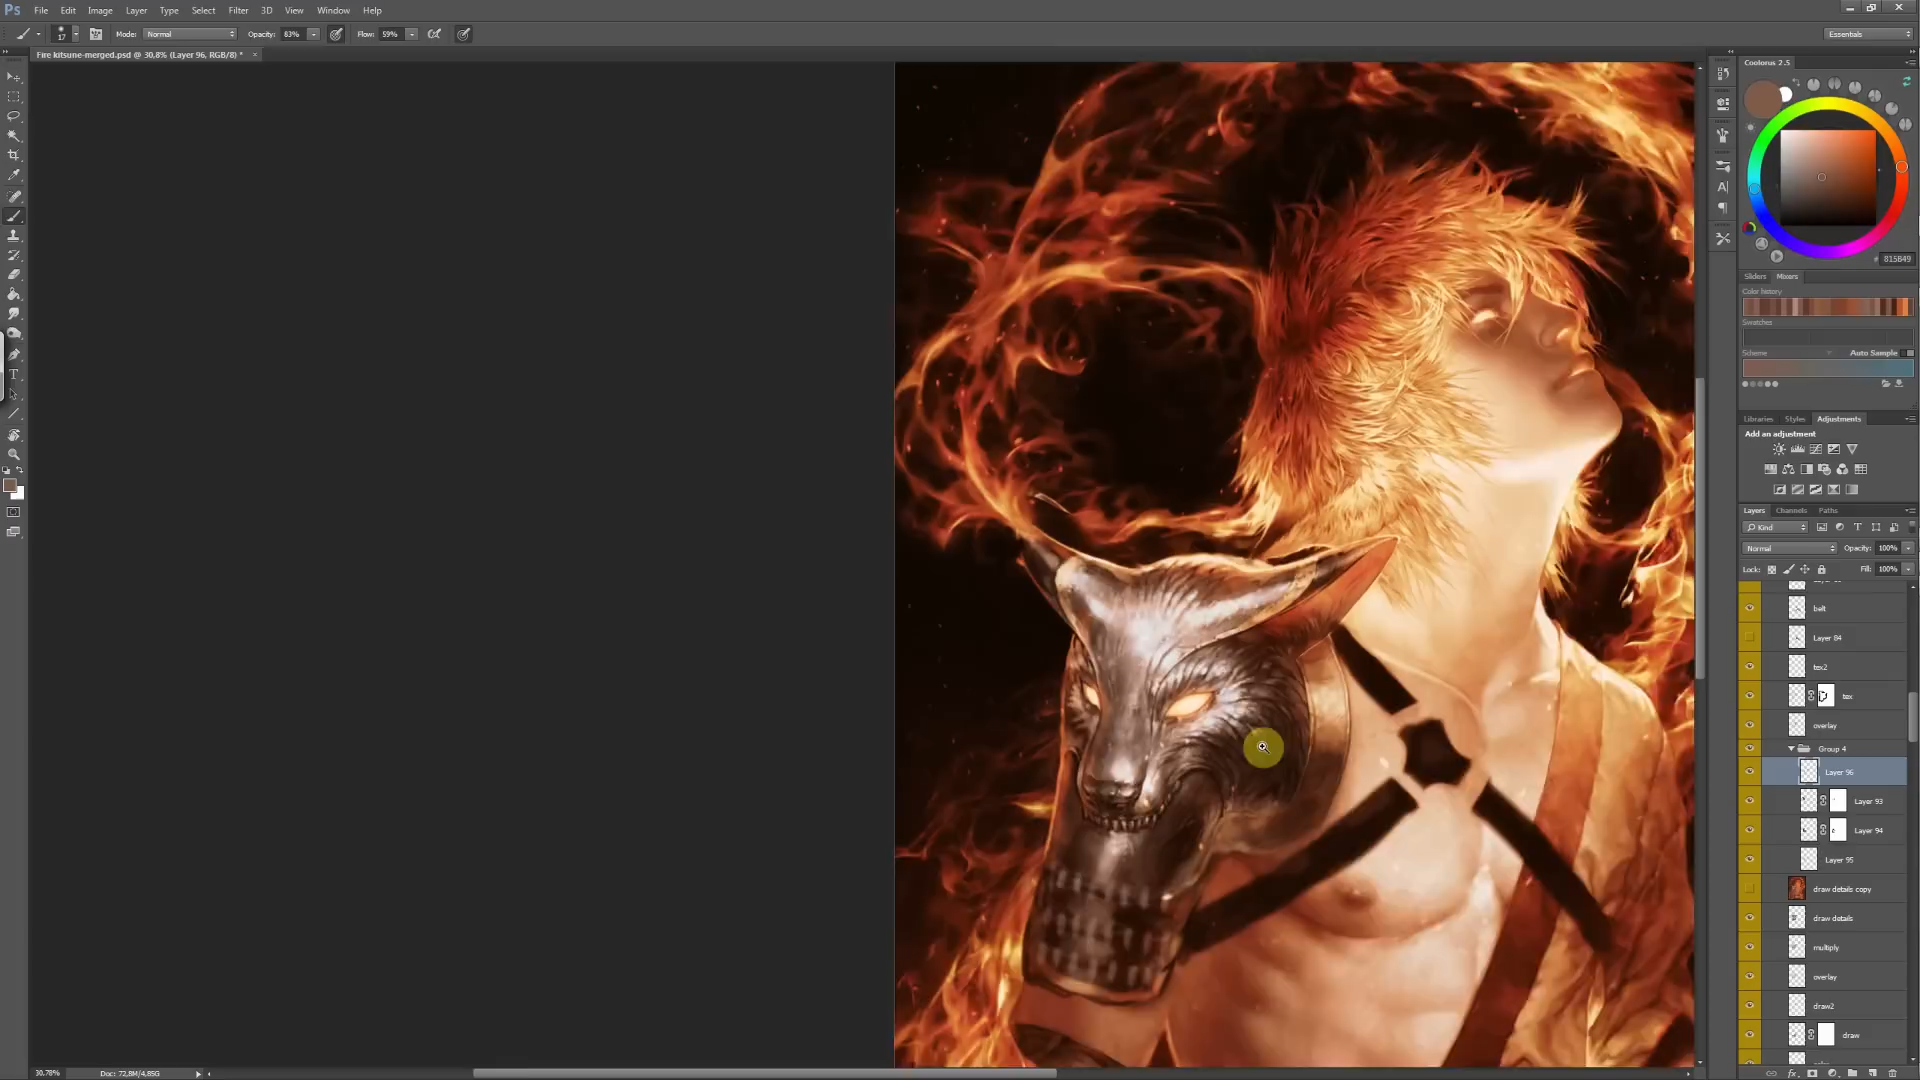 Ps File Edit Image Layer Type Select Filter 3D View Window Help
17 Mode: Normal Opacity: 83% Flow: 59% Essentials
Fire kitsune-merged.psd @ 30,8% (Layer 96, RGB/8) *
Coolorus 2.5
# 815B49
Sliders Mixers
Color history
Swatches
Scheme Auto Sample
Libraries Styles Adjustments
Add an adjustment
Layers Channels Paths
Kind
Normal Opacity: 100%
Lock: Fill: 100%
belt
Layer 84
tex2
tex
overlay
Group 4
Layer 96
Layer 93
Layer 94
Layer 95
draw details copy
draw details
multiply
overlay
draw2
draw
30,78% Doc: 72,8M/4,85G